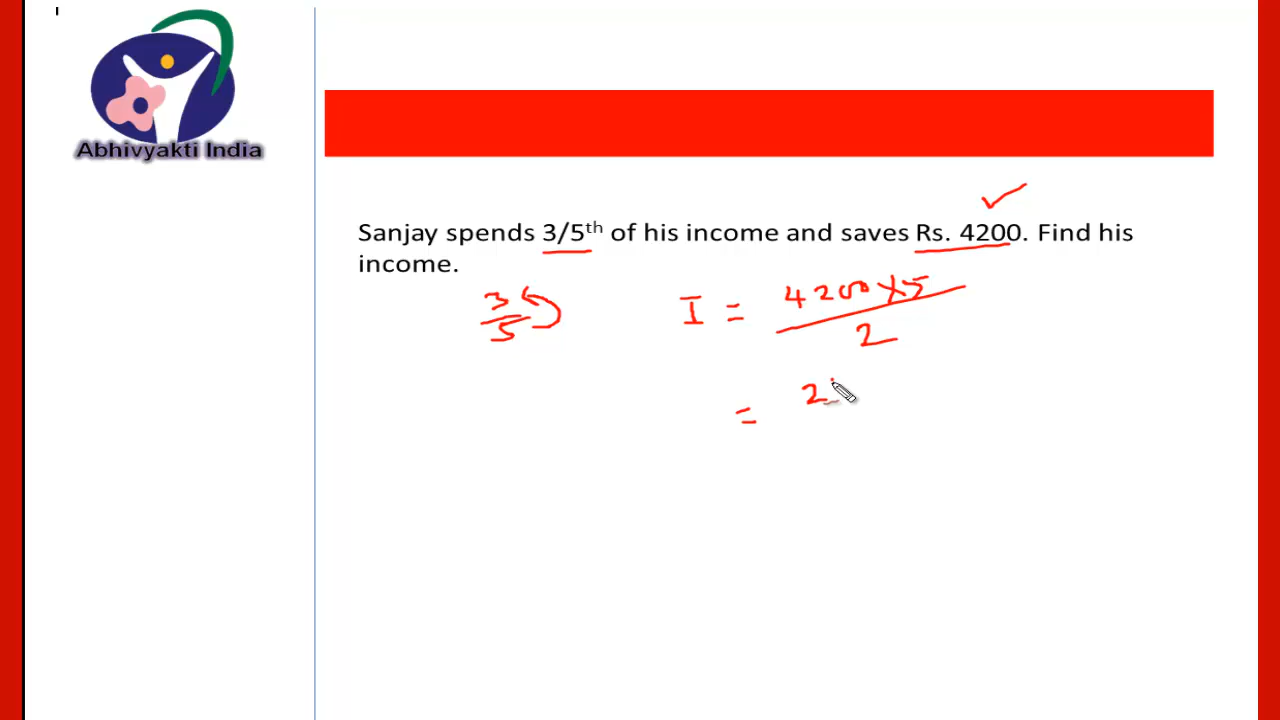 Abhivyakti India
Sanjay spends 3/5th of his income and saves Rs. 4200. Find his
income.
3
5
I = 4200 X 5
2
= 2